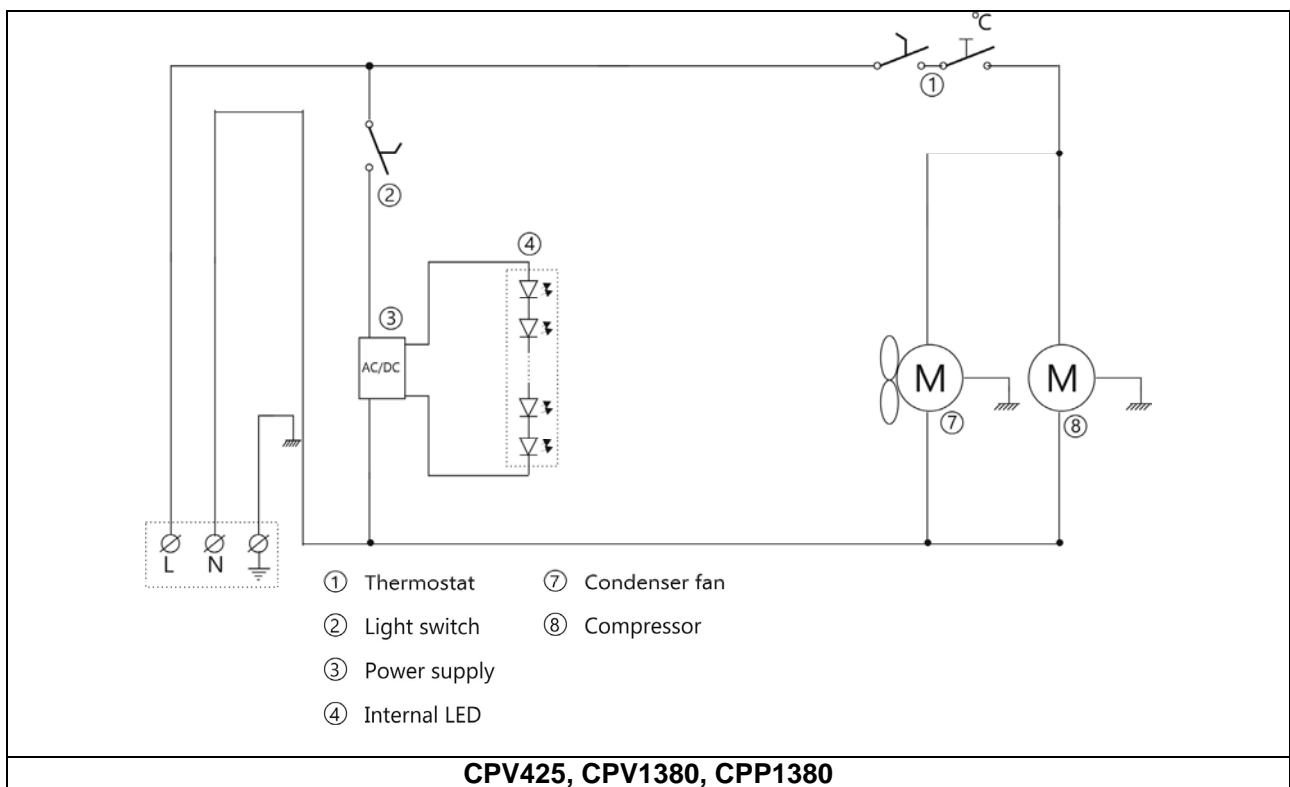 °C
①
②
④
③
AC/DC
M M
⑦
⑧
L N
① Thermostat ⑦ Condenser fan
② Light switch ⑧ Compressor
③ Power supply
④ Internal LED
CPV425, CPV1380, CPP1380